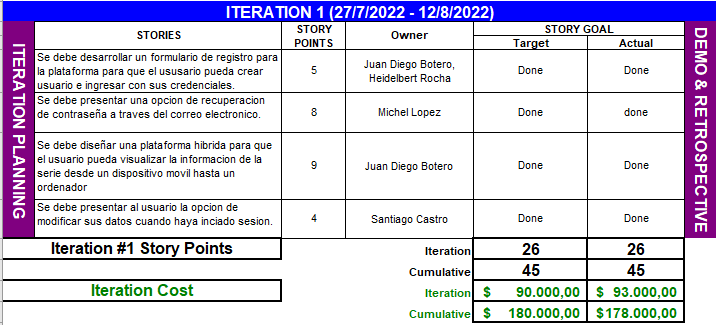 ITERATION 1 (27/7/2022 - 12/8/2022)
ITERATION PLANNING
STORIES
STORY
POINTS
Owner
STORY GOAL
Target
Actual
DEMO & RETROSPECTIVE
Se debe desarrollar un formulario de registro para
la plataforma para que el ususario pueda crear
usuario e ingresar con sus credenciales.
5
Juan Diego Botero,
Heidelbert Rocha
Done
Done
Se debe presentar una opcion de recuperacion
de contraseña a traves del correo electronico.
8
Michel Lopez
Done
done
Se debe diseñar una plataforma hibrida para que
el usuario pueda visualizar la informacion de la
serie desde un dispositivo movil hasta un
ordenador
9
Juan Diego Botero
Done
Done
Se debe presentar al usuario la opcion de
modificar sus datos cuando haya inciado sesion.
4
Santiago Castro
Done
Done
Iteration #1 Story Points
Iteration
26
26
Cumulative
45
45
Iteration Cost
Iteration
$ 90.000,00
$ 93.000,00
Cumulative
$ 180.000,00
$178.000,00